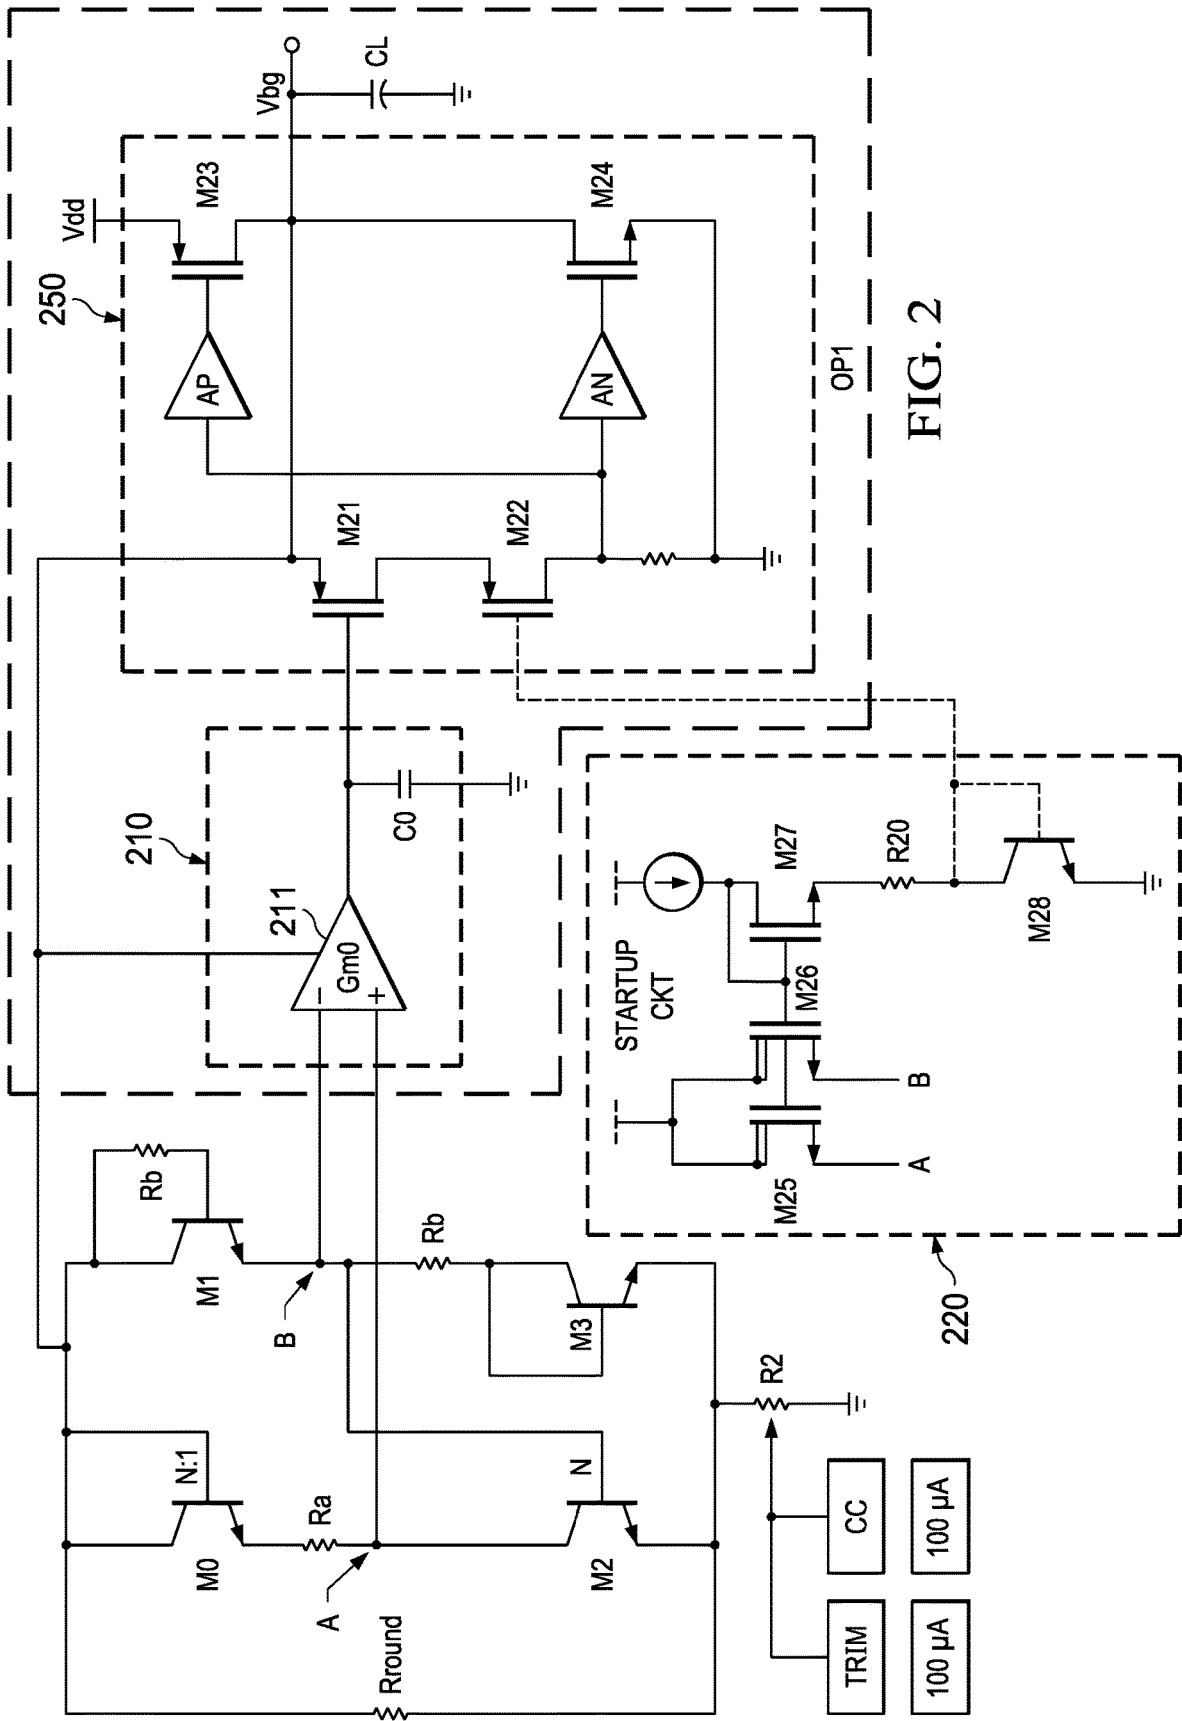 250
Vdd
M23
Vbg
CL
AP
M24
AN
OP1
M21
M22
210
211
Gm0
−
+
C0
STARTUP
CKT
M27
R20
M28
M26
M25
A
B
220
Rb
M1
B
Rb
M3
N:1
M0
Ra
A
N
M2
Rround
R2
TRIM
CC
100 µA
100 µA
FIG. 2